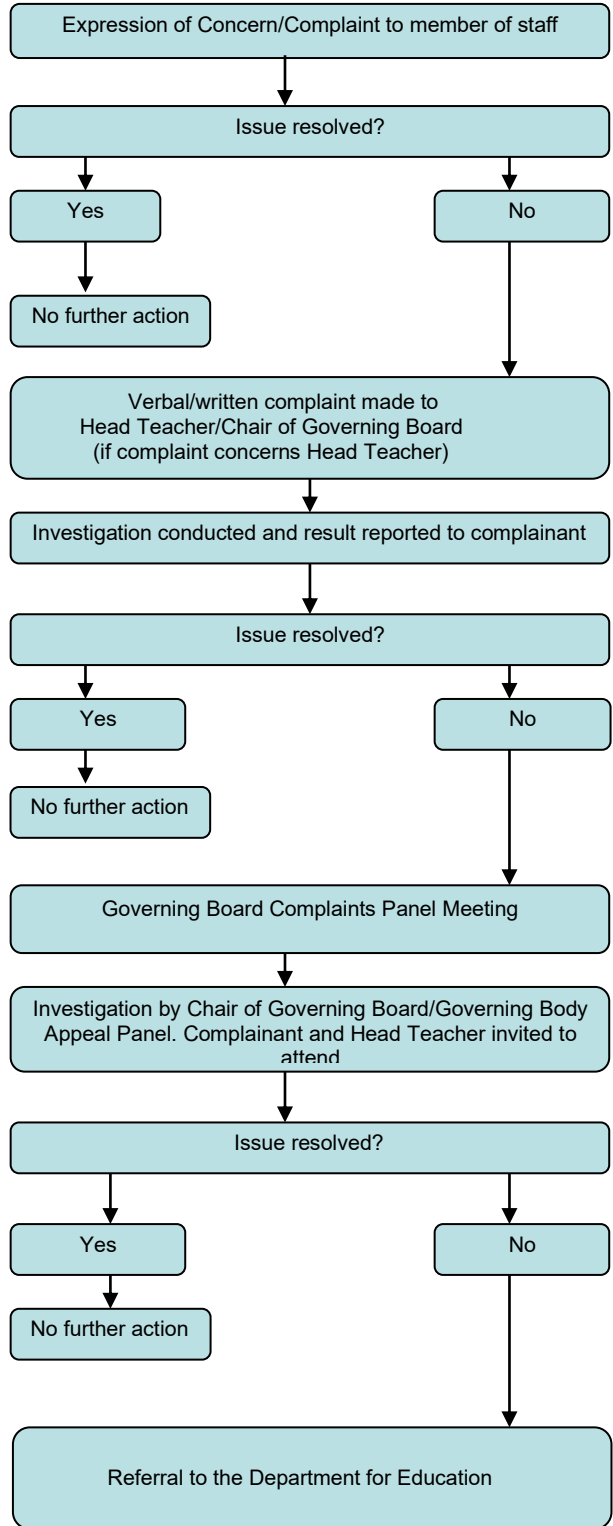 Expression of Concern/Complaint to member of staff
Issue resolved?
Yes
No
No further action
Verbal/written complaint made to
Head Teacher/Chair of Governing Board
(if complaint concerns Head Teacher)
Investigation conducted and result reported to complainant
Issue resolved?
Yes
No
No further action
Governing Board Complaints Panel Meeting
Investigation by Chair of Governing Board/Governing Body
Appeal Panel. Complainant and Head Teacher invited to
attend
Issue resolved?
Yes
No
No further action
Referral to the Department for Education